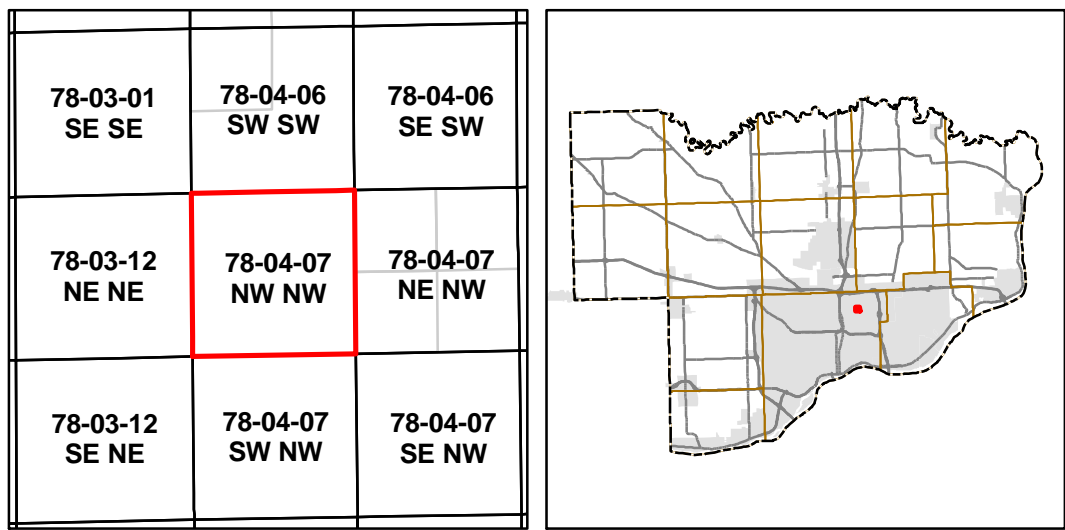 78-03-01
SE SE
78-04-06
SW SW
78-04-06
SE SW
78-03-12
NE NE
78-04-07
NW NW
78-04-07
NE NW
78-03-12
SE NE
78-04-07
SW NW
78-04-07
SE NW